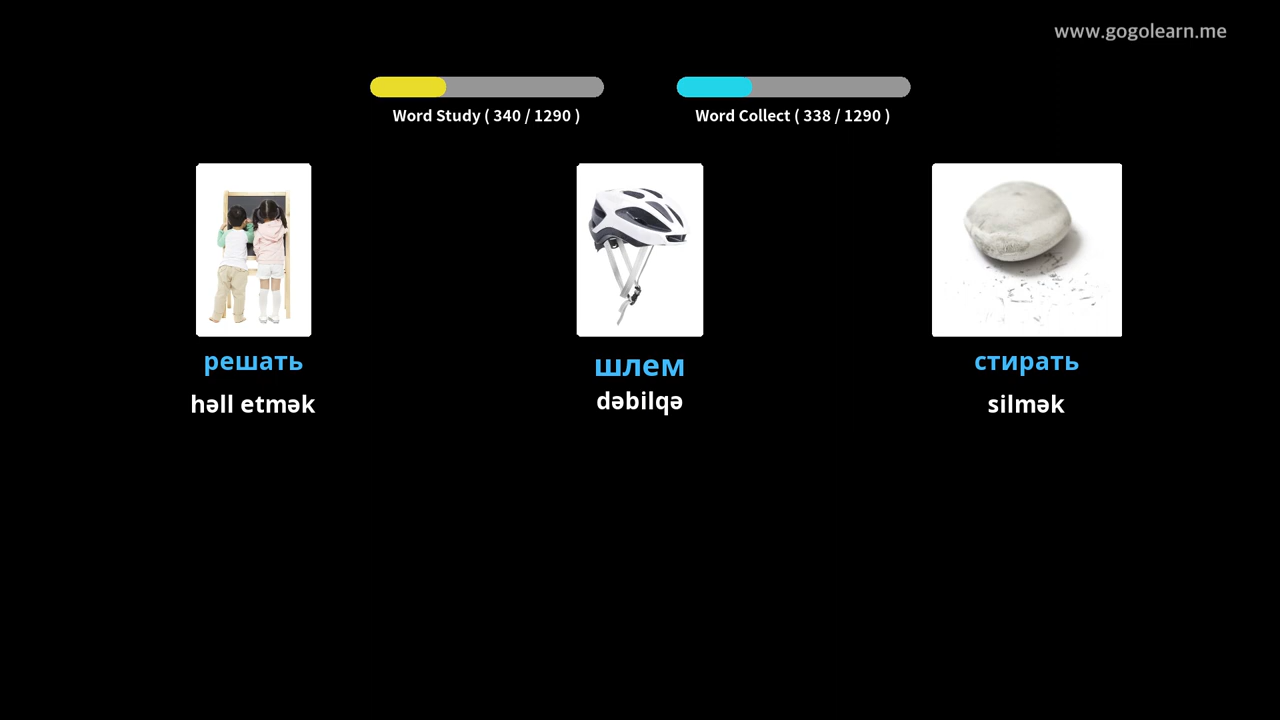 www.gogolearn.me
Word Study ( 340 / 1290 )
Word Collect ( 338 / 1290 )
решать
həll etmək
шлем
dəbilqə
стирать
silmək